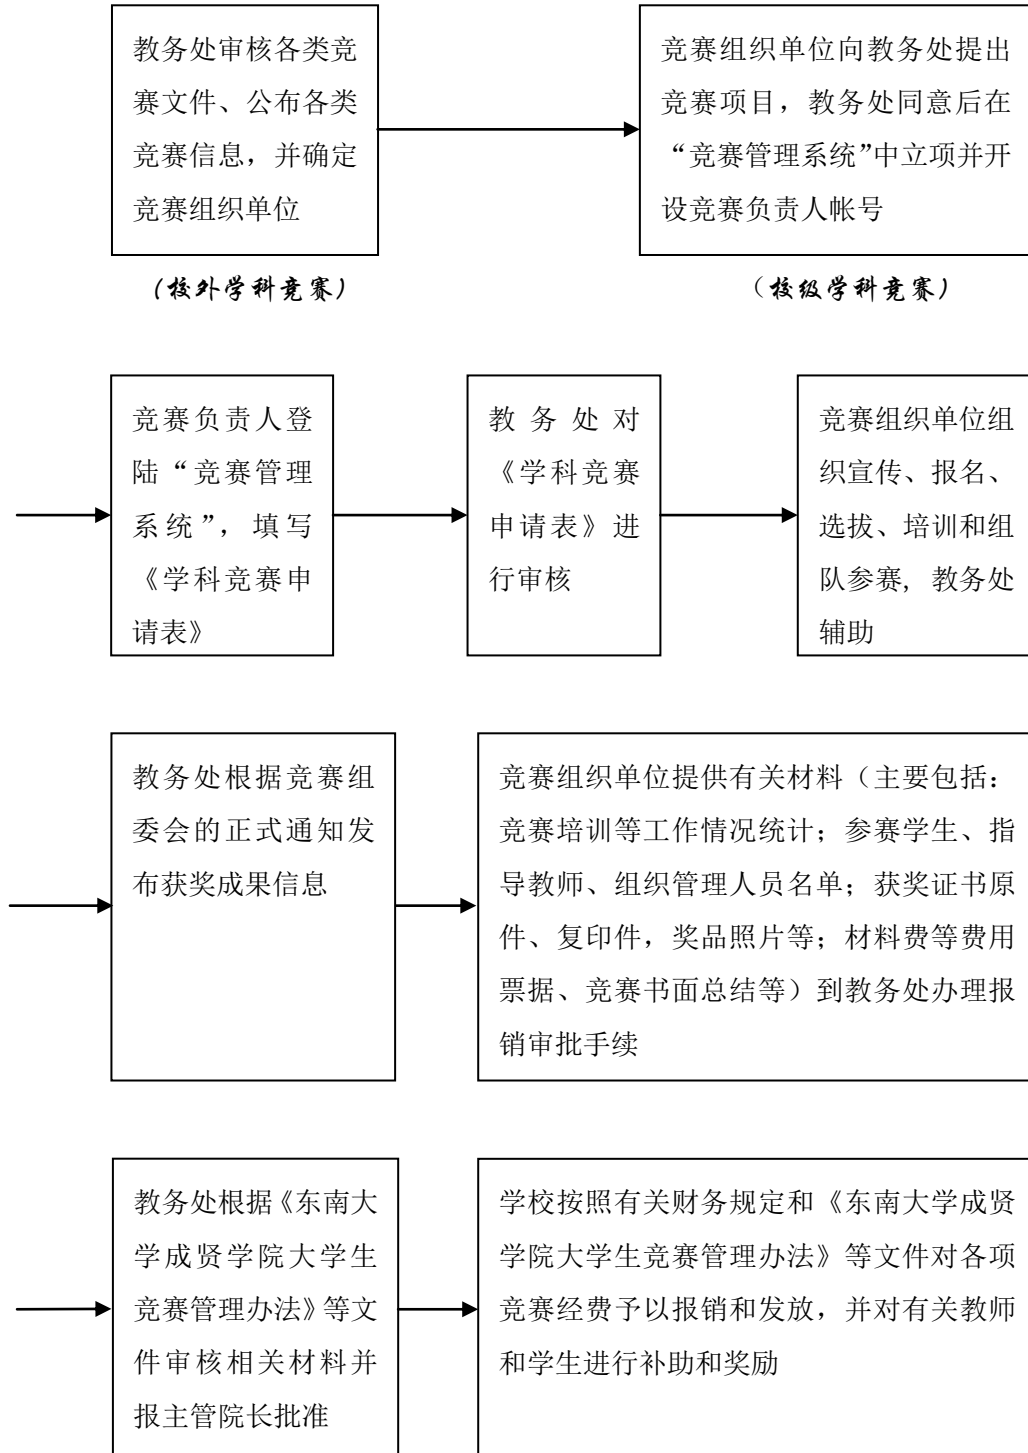 教务处审核各类竞
赛文件、公布各类
竞赛信息，并确定
竞赛组织单位
竞赛组织单位向教务处提出
竞赛项目，教务处同意后在
“竞赛管理系统”中立项并开
设竞赛负责人帐号
（校外学科竞赛）
（校级学科竞赛）
竞赛负责人登
陆“竞赛管理
系统”，填写
《学科竞赛申
请表》
教务处对
《学科竞赛
申请表》进
行审核
竞赛组织单位组
织宣传、报名、
选拔、培训和组
队参赛，教务处
辅助
教务处根据竞赛组
委会的正式通知发
布获奖成果信息
竞赛组织单位提供有关材料（主要包括：
竞赛培训等工作情况统计；参赛学生、指
导教师、组织管理人员名单；获奖证书原
件、复印件，奖品照片等；材料费等费用
票据、竞赛书面总结等）到教务处办理报
销审批手续
教务处根据《东南大
学成贤学院大学生
竞赛管理办法》等文
件审核相关材料并
报主管院长批准
学校按照有关财务规定和《东南大学成贤
学院大学生竞赛管理办法》等文件对各项
竞赛经费予以报销和发放，并对有关教师
和学生进行补助和奖励